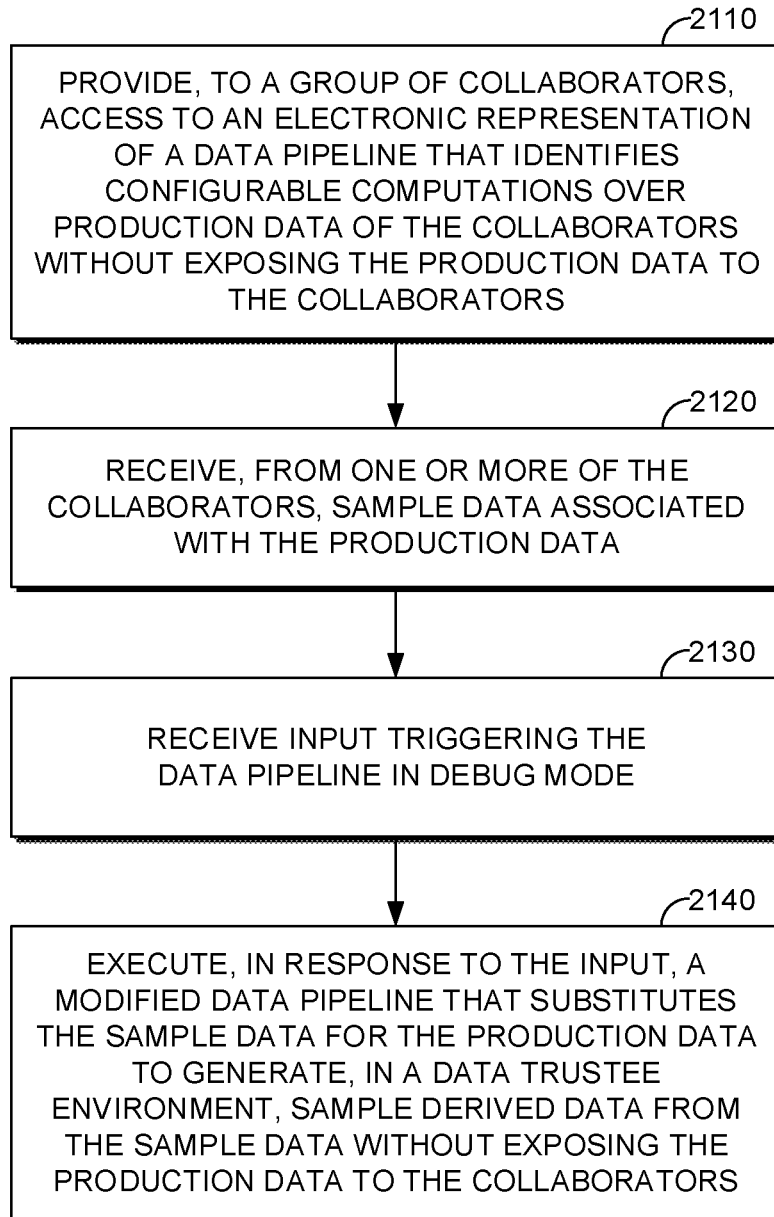 2110
PROVIDE, TO A GROUP OF COLLABORATORS,
ACCESS TO AN ELECTRONIC REPRESENTATION
OF A DATA PIPELINE THAT IDENTIFIES
CONFIGURABLE COMPUTATIONS OVER
PRODUCTION DATA OF THE COLLABORATORS
WITHOUT EXPOSING THE PRODUCTION DATA TO
THE COLLABORATORS
2120
RECEIVE, FROM ONE OR MORE OF THE
COLLABORATORS, SAMPLE DATA ASSOCIATED
WITH THE PRODUCTION DATA
2130
RECEIVE INPUT TRIGGERING THE
DATA PIPELINE IN DEBUG MODE
2140
EXECUTE, IN RESPONSE TO THE INPUT, A
MODIFIED DATA PIPELINE THAT SUBSTITUTES
THE SAMPLE DATA FOR THE PRODUCTION DATA
TO GENERATE, IN A DATA TRUSTEE
ENVIRONMENT, SAMPLE DERIVED DATA FROM
THE SAMPLE DATA WITHOUT EXPOSING THE
PRODUCTION DATA TO THE COLLABORATORS